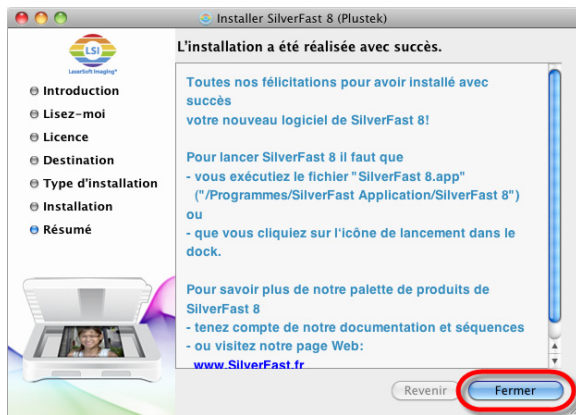 Installer SilverFast 8 (Plustek)
LSI
LaserSoft Imaging
L'installation a été réalisée avec succès.
Introduction
Lisez-moi
Licence
Destination
Type d'installation
Installation
Résumé
Toutes nos félicitations pour avoir installé avec
succès
votre nouveau logiciel de SilverFast 8!
Pour lancer SilverFast 8 il faut que
- vous exécutiez le fichier "SilverFast 8.app"
("/Programmes/SilverFast Application/SilverFast 8")
ou
- que vous cliquiez sur l'icône de lancement dans le
dock.
Pour savoir plus de notre palette de produits de
SilverFast 8
- tenez compte de notre documentation et séquences
- ou visitez notre page Web:
www.SilverFast.fr
Revenir
Fermer